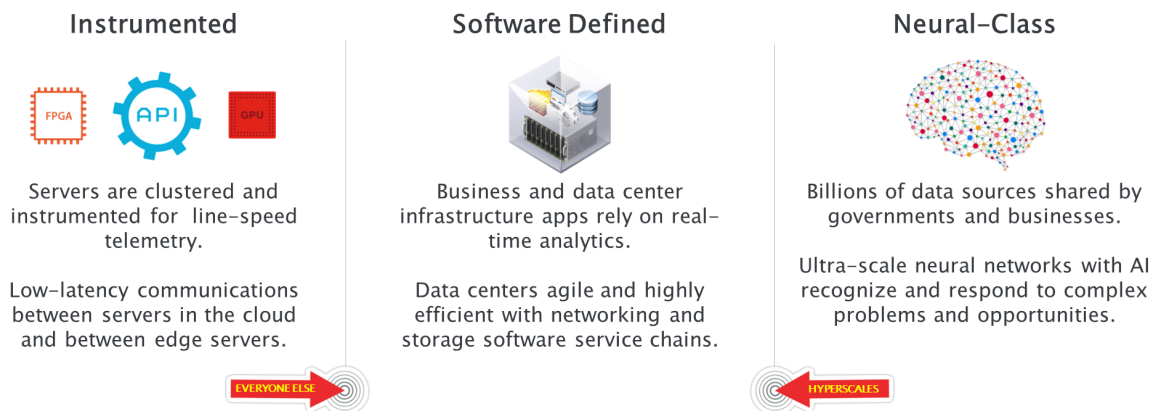 Instrumented
FPGA
API
GPU
Servers are clustered and
instrumented for line-speed
telemetry.
Low-latency communications
between servers in the cloud
and between edge servers.
Software Defined
Business and data center
infrastructure apps rely on real-
time analytics.
Data centers agile and highly
efficient with networking and
storage software service chains.
Neural-Class
Billions of data sources shared by
governments and businesses.
Ultra-scale neural networks with AI
recognize and respond to complex
problems and opportunities.
EVERYONE ELSE
HYPERSCALES